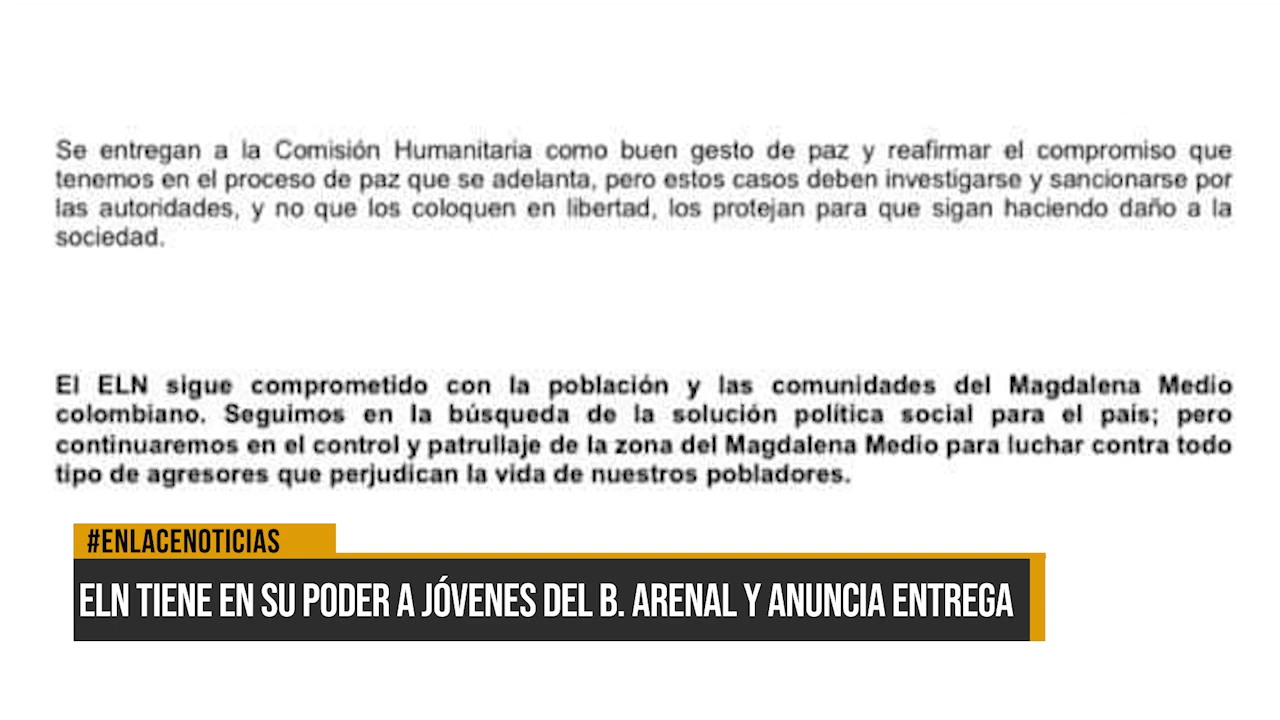 Se entregan a la Comisión Humanitaria como buen gesto de paz y reafirmar el compromiso que
tenemos en el proceso de paz que se adelanta, pero estos casos deben investigarse y sancionarse por
las autoridades, y no que los coloquen en libertad, los protejan para que sigan haciendo daño a la
sociedad.
El ELN sigue comprometido con la población y las comunidades del Magdalena Medio
colombiano. Seguimos en la búsqueda de la solución política social para el país; pero
continuaremos en el control y patrullaje de la zona del Magdalena Medio para luchar contra todo
tipo de agresores que perjudican la vida de nuestros pobladores.
#ENLACENOTICIAS
ELN TIENE EN SU PODER A JÓVENES DEL B. ARENAL Y ANUNCIA ENTREGA